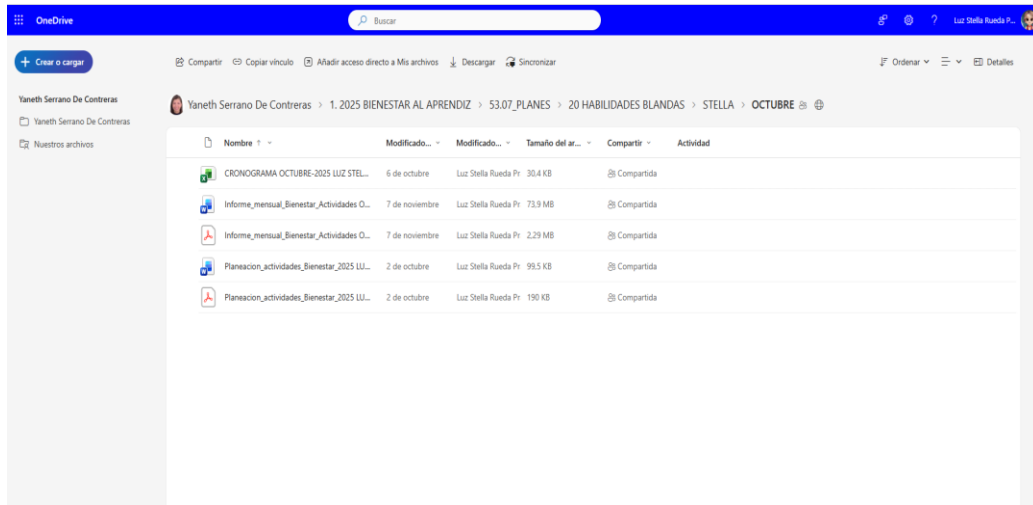 OneDrive
Buscar
Luz Stella Rueda P...
Crear o cargar
Compartir Copiar vínculo Añadir acceso directo a Mis archivos Descargar Sincronizar
Ordenar Detalles
Yaneth Serrano De Contreras
Yaneth Serrano De Contreras
Nuestros archivos
Yaneth Serrano De Contreras > 1. 2025 BIENESTAR AL APRENDIZ > 53.07_PLANES > 20 HABILIDADES BLANDAS > STELLA > OCTUBRE
Nombre Modificado... Modificado... Tamaño del ar... Compartir Actividad
CRONOGRAMA OCTUBRE-2025 LUZ STEL... 6 de octubre Luz Stella Rueda Pr 30,4 KB Compartida
Informe_mensual_Bienestar_Actividades O... 7 de noviembre Luz Stella Rueda Pr 73,9 MB Compartida
Informe_mensual_Bienestar_Actividades O... 7 de noviembre Luz Stella Rueda Pr 2,29 MB Compartida
Planeacion_actividades_Bienestar_2025 LU... 2 de octubre Luz Stella Rueda Pr 99,5 KB Compartida
Planeacion_actividades_Bienestar_2025 LU... 2 de octubre Luz Stella Rueda Pr 190 KB Compartida